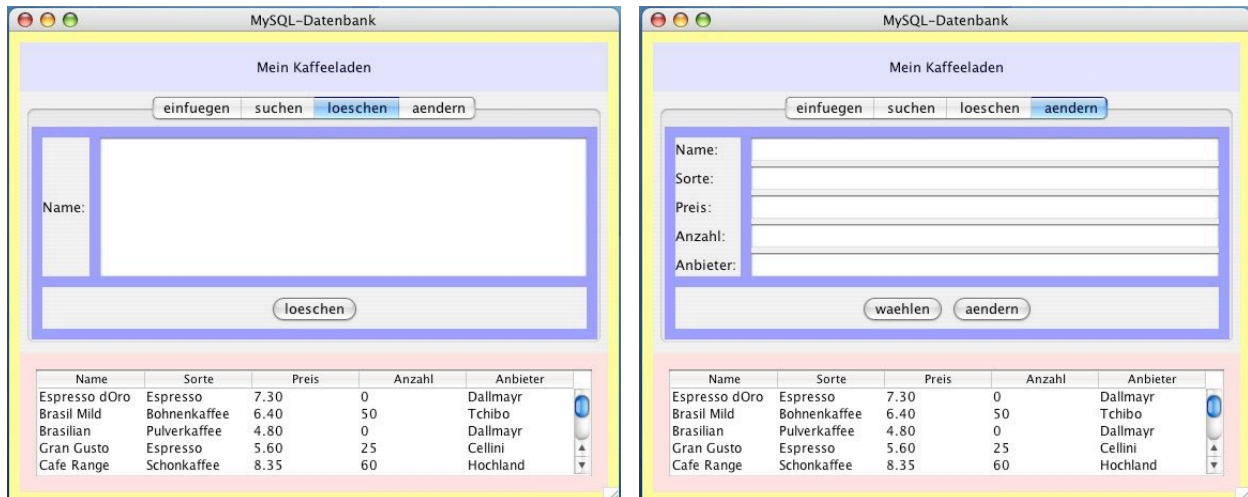 MySQL-Datenbank
Mein Kaffeeladen
einfuegen suchen loeschen aendern
Name:
loeschen
Name Sorte Preis Anzahl Anbieter
Espresso dOro Espresso 7.30 0 Dallmayr
Brasil Mild Bohnenkaffee 6.40 50 Tchibo
Brasilian Pulverkaffee 4.80 0 Dallmayr
Gran Gusto Espresso 5.60 25 Cellini
Cafe Range Schonkaffee 8.35 60 Hochland
MySQL-Datenbank
Mein Kaffeeladen
einfuegen suchen loeschen aendern
Name:
Sorte:
Preis:
Anzahl:
Anbieter:
waehlen aendern
Name Sorte Preis Anzahl Anbieter
Espresso dOro Espresso 7.30 0 Dallmayr
Brasil Mild Bohnenkaffee 6.40 50 Tchibo
Brasilian Pulverkaffee 4.80 0 Dallmayr
Gran Gusto Espresso 5.60 25 Cellini
Cafe Range Schonkaffee 8.35 60 Hochland